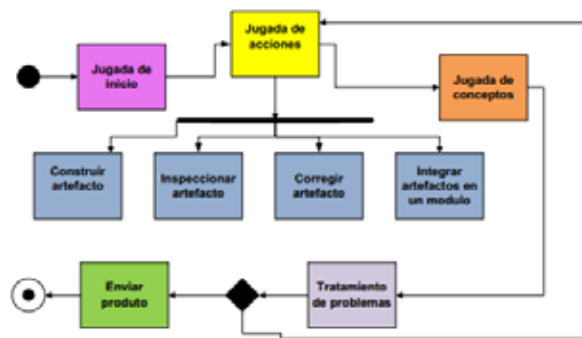 Jugada de
acciones
Jugada de
inicio
Jugada de
conceptos
Construir
artefacto
Inspeccionar
artefacto
Corregir
artefacto
Integrar
artefactos en
un modulo
Enviar
produto
Tratamiento
de problemas